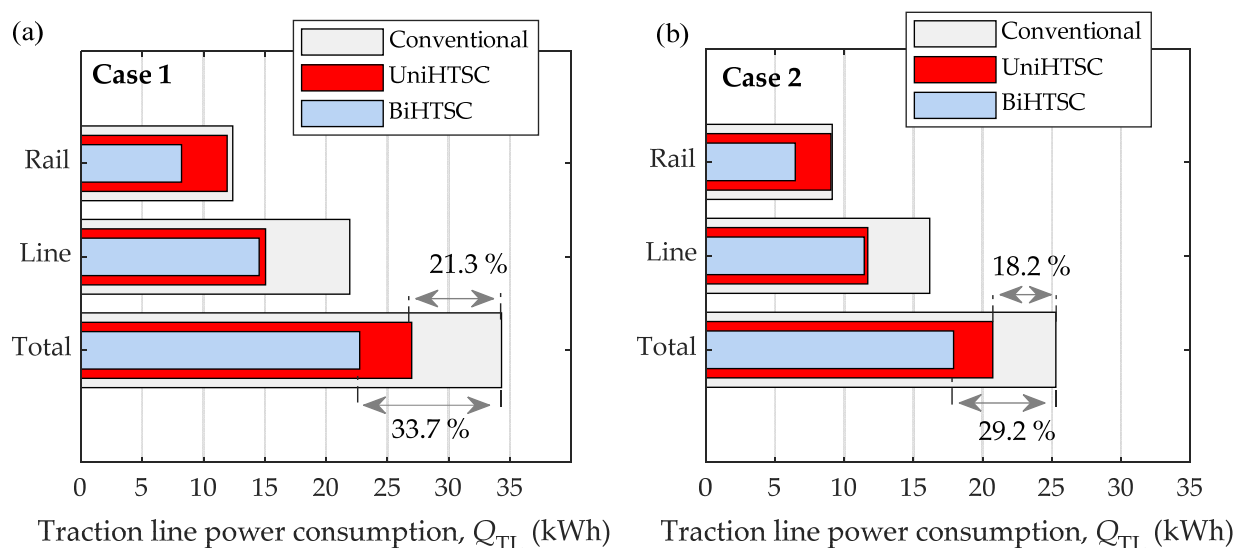 (a)
Conventional
UniHTSC
BiHTSC
Case 1
Rail
Line
Total
21.3 %
33.7 %
0 5 10 15 20 25 30 35
Traction line power consumption, Q_TL (kWh)
(b)
Conventional
UniHTSC
BiHTSC
Case 2
Rail
Line
Total
18.2 %
29.2 %
0 5 10 15 20 25 30 35
Traction line power consumption, Q_TL (kWh)